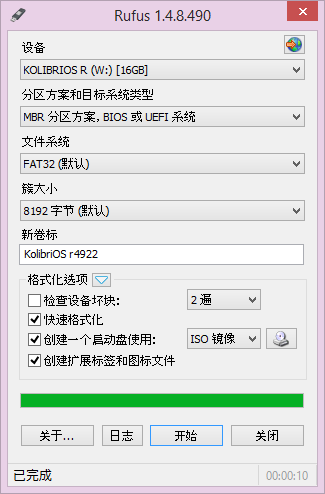 Rufus 1.4.8.490
设备
KOLIBRIOS R (W:) [16GB]
分区方案和目标系统类型
MBR 分区方案, BIOS 或 UEFI 系统
文件系统
FAT32 (默认)
簇大小
8192 字节 (默认)
新卷标
KolibriOS r4922
格式化选项
检查设备坏块: 2 遍
快速格式化
创建一个启动盘使用: ISO 镜像
创建扩展标签和图标文件
关于... 日志 开始 关闭
已完成 00:00:10